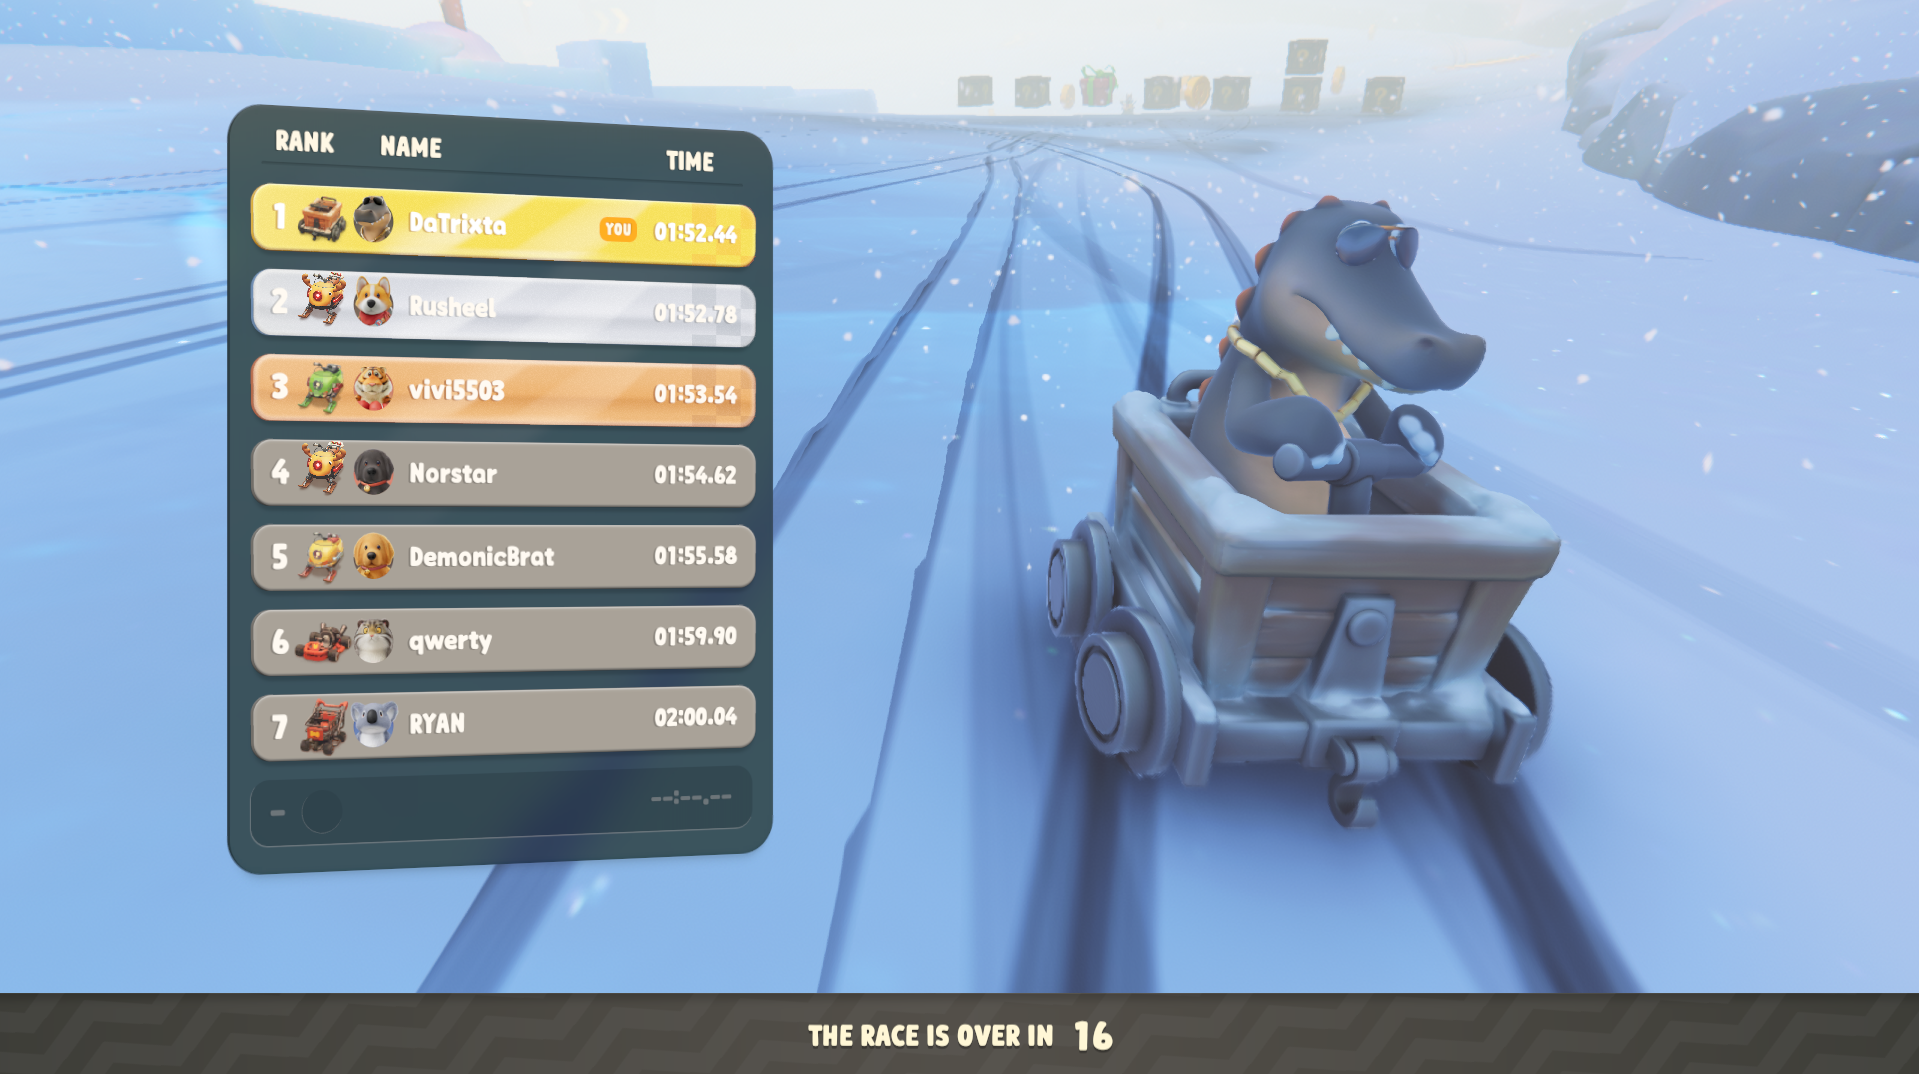 RANK NAME TIME
1 DaTrixta YOU 01:52.44
2 Rusheel 01:52.78
3 vivi5503 01:53.54
4 Norstar 01:54.62
5 DemonicBrat 01:55.58
6 qwerty 01:59.90
7 RYAN 02:00.04
- --:--.--
THE RACE IS OVER IN 16